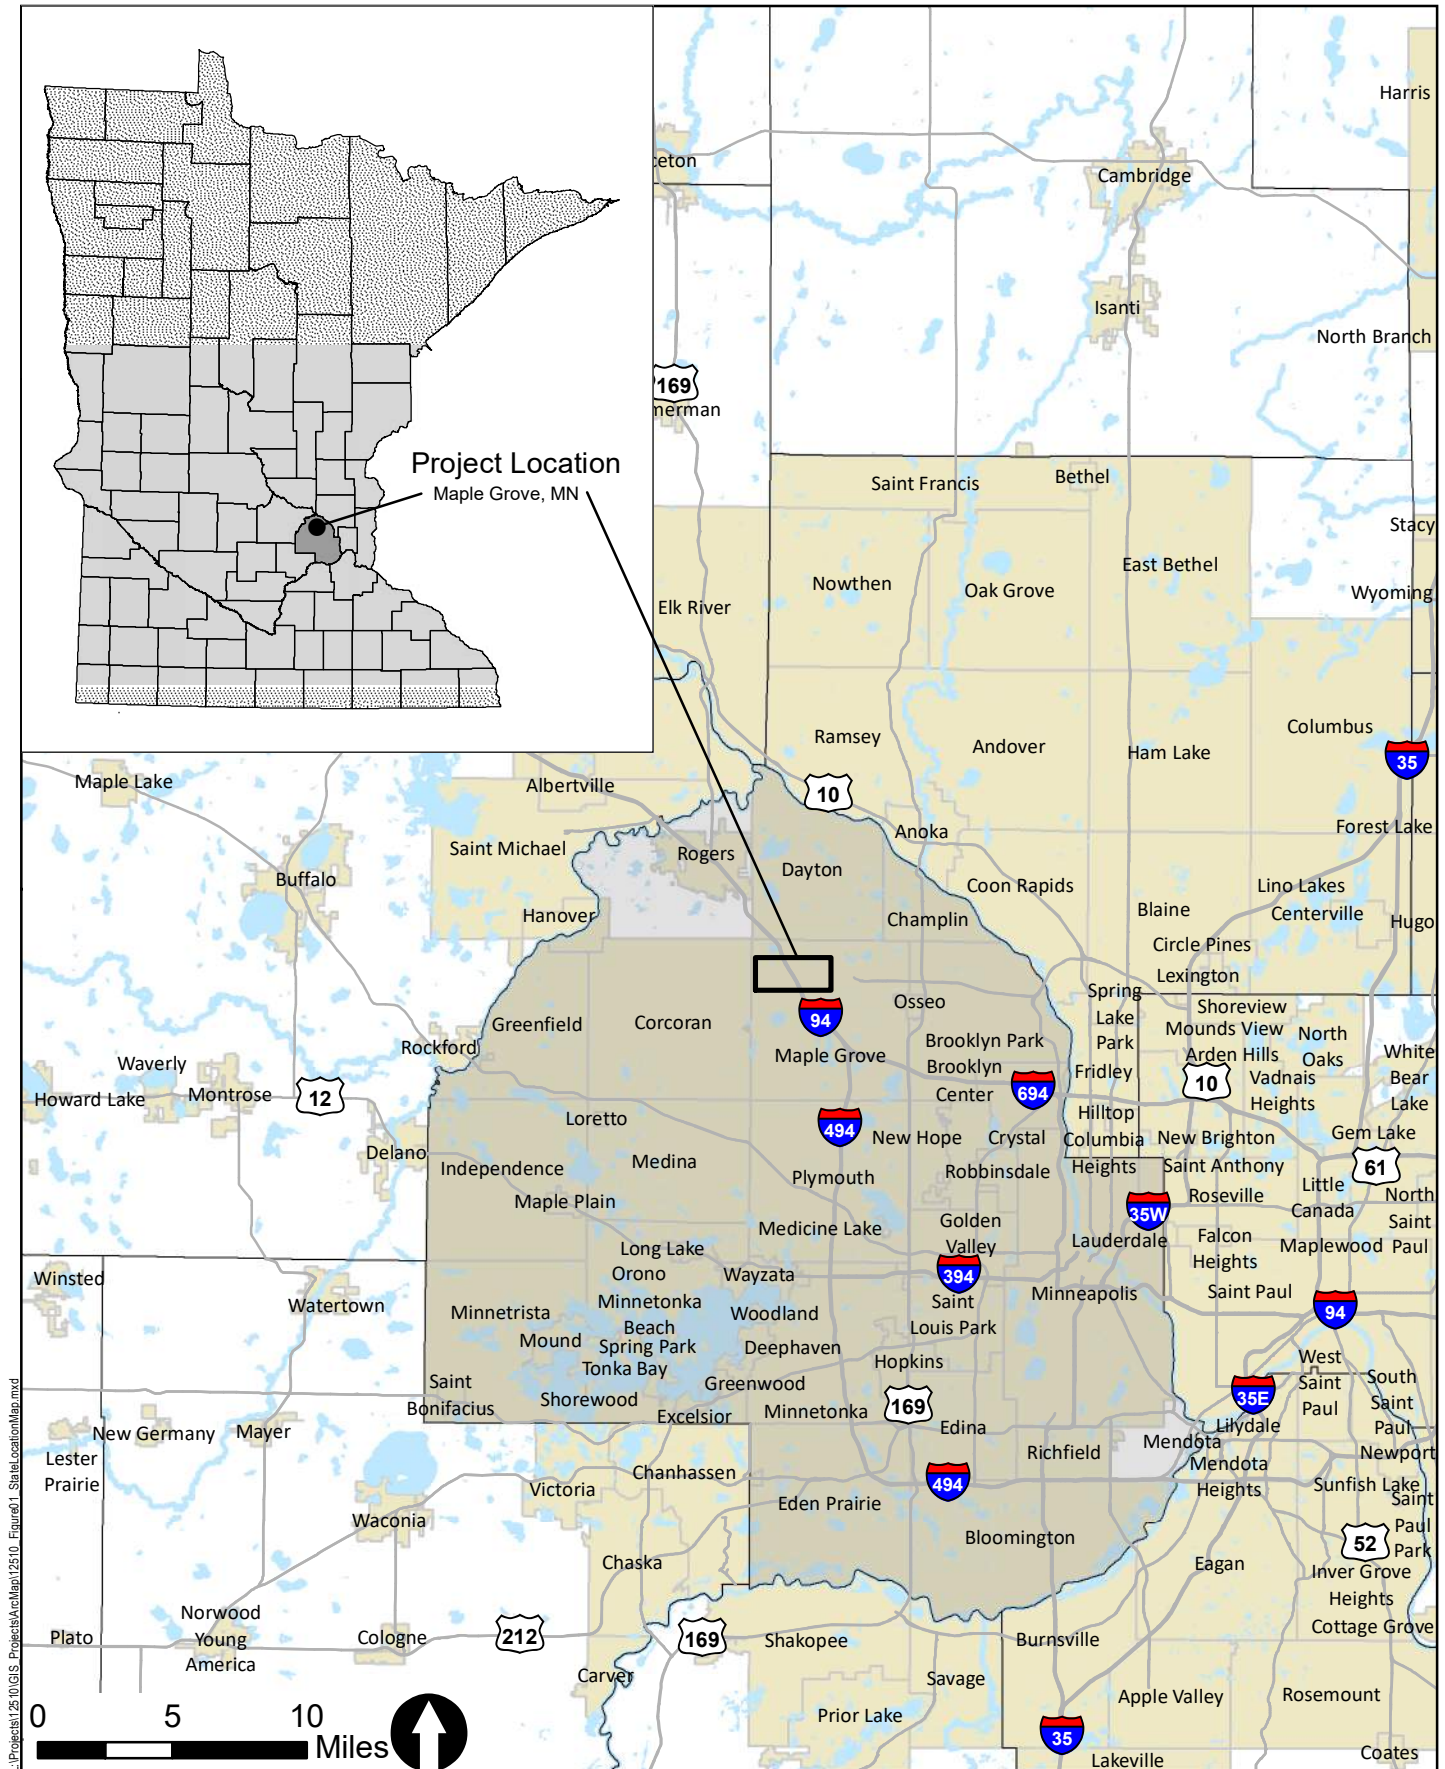 Project Location
Maple Grove, MN
Harris
ceton
Cambridge
Isanti
North Branch
169
merman
Saint Francis
Bethel
Stacy
East Bethel
Nowthen
Oak Grove
Wyoming
Elk River
Columbus
Ramsey
Andover
Ham Lake
35
Maple Lake
Albertville
10
Forest Lake
Anoka
Saint Michael
Rogers
Dayton
Buffalo
Coon Rapids
Lino Lakes
Hanover
Champlin
Blaine
Centerville
Hugo
Circle Pines
Lexington
Spring
Lake
Park
Osseo
Shoreview
Greenfield
Corcoran
94
Mounds View
North
Oaks
Rockford
Maple Grove
Brooklyn Park
Arden Hills
White
Bear
Lake
Waverly
Brooklyn
Center
Fridley
10
Vadnais
Heights
Howard Lake
Montrose
12
694
Hilltop
Loretto
494
New Hope
Crystal
Columbia
Heights
New Brighton
Gem Lake
Delano
Independence
Medina
Plymouth
Robbinsdale
Saint Anthony
61
Maple Plain
Roseville
Little
Canada
North
Saint
Paul
35W
Medicine Lake
Golden
Valley
Lauderdale
Falcon
Heights
Maplewood
Long Lake
Orono
Wayzata
394
Winsted
Watertown
Minneapolis
Saint Paul
94
Minnetrista
Minnetonka
Beach
Woodland
Saint
Louis Park
Mound
Spring Park
Deephaven
Tonka Bay
Hopkins
West
Saint
Paul
South
Saint
Paul
Saint
Bonifacius
Shorewood
Greenwood
35E
Excelsior
Minnetonka
169
Edina
Lilydale
New Germany
Mayer
Richfield
Mendota
Newport
Lester
Prairie
Chanhassen
Mendota
Heights
Victoria
494
Sunfish Lake
Eden Prairie
Saint
Paul
Park
Waconia
Bloomington
52
Chaska
Eagan
Inver Grove
Heights
Norwood
Young
America
Cottage Grove
Plato
Cologne
212
169
Shakopee
Burnsville
Carver
Savage
Apple Valley
Rosemount
Prior Lake
35
Lakeville
Coates
0 5 10
Miles
:\Projects\12510\GIS_Projects\ArcMap\12510_Figure01_StateLocationMap.mxd